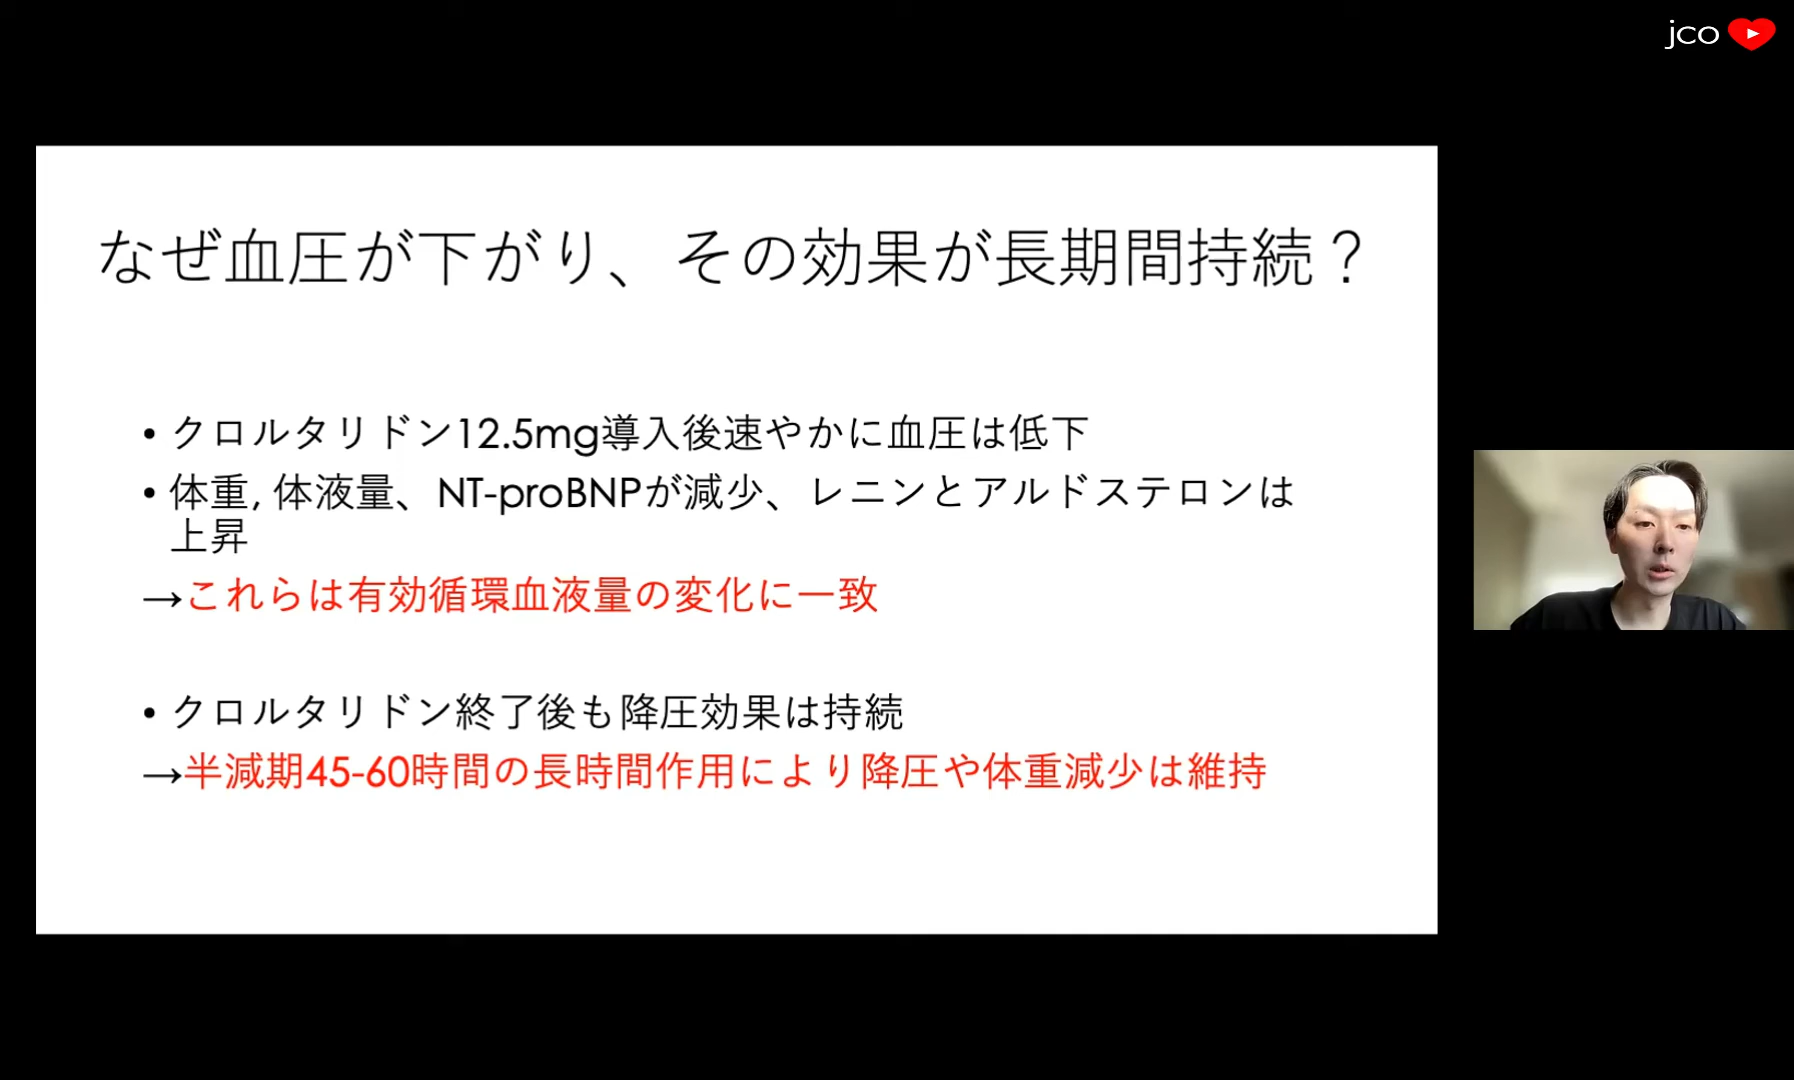 jco
なぜ血圧が下がり、その効果が長期間持続？
• クロルタリドン12.5mg導入後速やかに血圧は低下
• 体重, 体液量、NT-proBNPが減少、レニンとアルドステロンは
上昇
→これらは有効循環血液量の変化に一致
• クロルタリドン終了後も降圧効果は持続
→半減期45-60時間の長時間作用により降圧や体重減少は維持